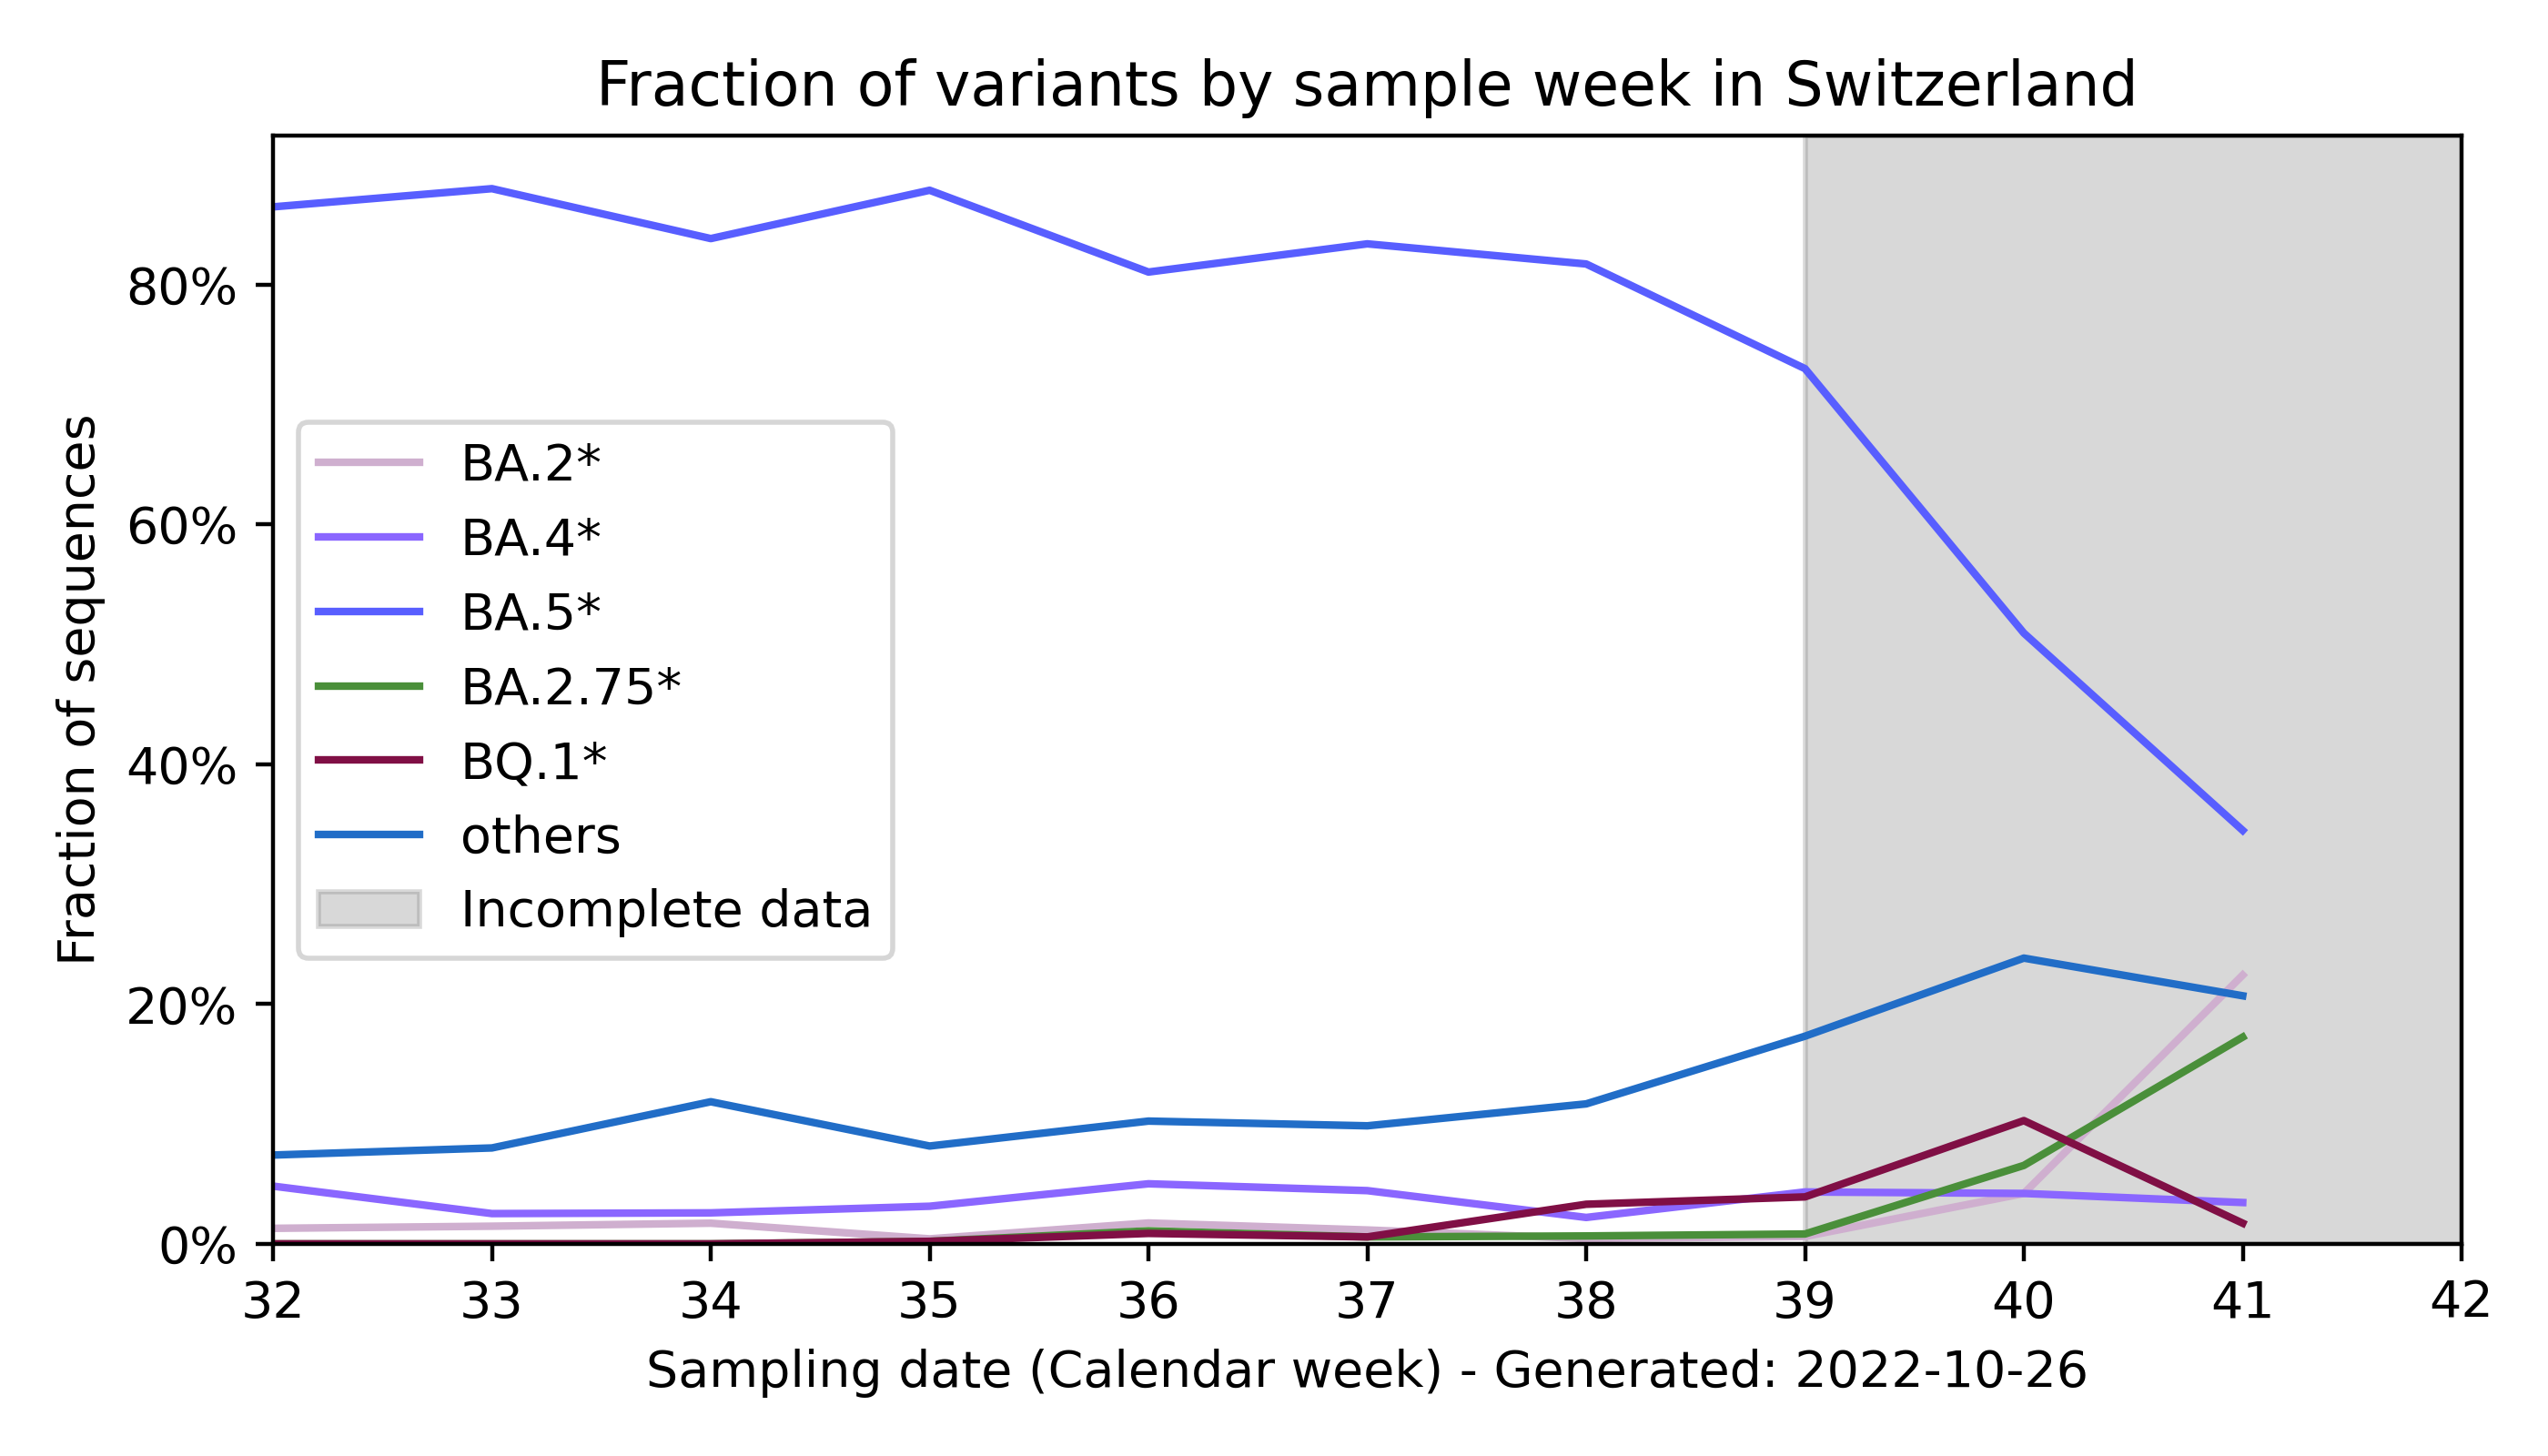 Fraction of variants by sample week in Switzerland
Fraction of sequences
80%
60%
40%
20%
0%
BA.2*
BA.4*
BA.5*
BA.2.75*
BQ.1*
others
Incomplete data
32 33 34 35 36 37 38 39 40 41 42
Sampling date (Calendar week) - Generated: 2022-10-26